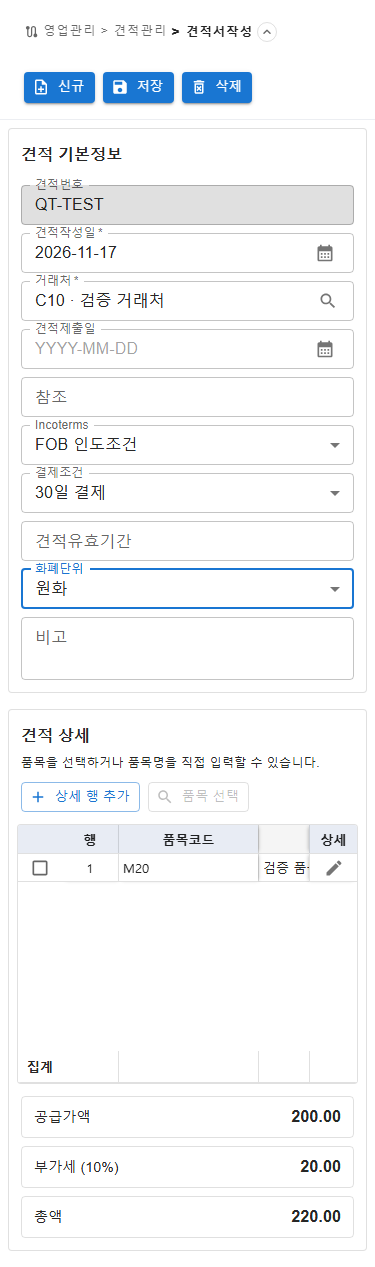 영업관리 > 견적관리 > 견적서작성
신규 저장 삭제
견적 기본정보
견적번호
QT-TEST
견적작성일 *
2026-11-17
거래처 *
C10 · 검증 거래처
견적제출일
YYYY-MM-DD
참조
Incoterms
FOB 인도조건
결제조건
30일 결제
견적유효기간
화폐단위
원화
비고
견적 상세
품목을 선택하거나 품목명을 직접 입력할 수 있습니다.
+ 상세 행 추가 품목 선택
행 품목코드 상세
1 M20 검증 품
집계
공급가액 200.00
부가세 (10%) 20.00
총액 220.00